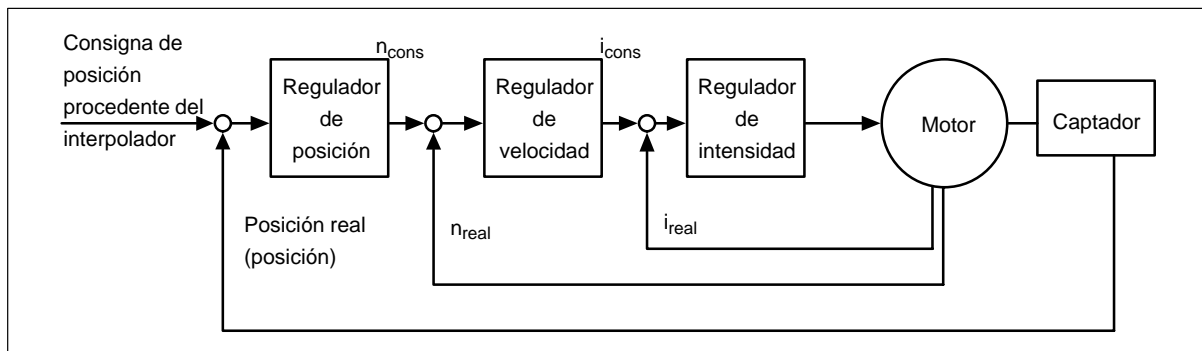 Consigna de
posición
procedente del
interpolador
n_cons
i_cons
Regulador
de
posición
Regulador
de
velocidad
Regulador
de
intensidad
Motor
Captador
Posición real
(posición)
n_real
i_real